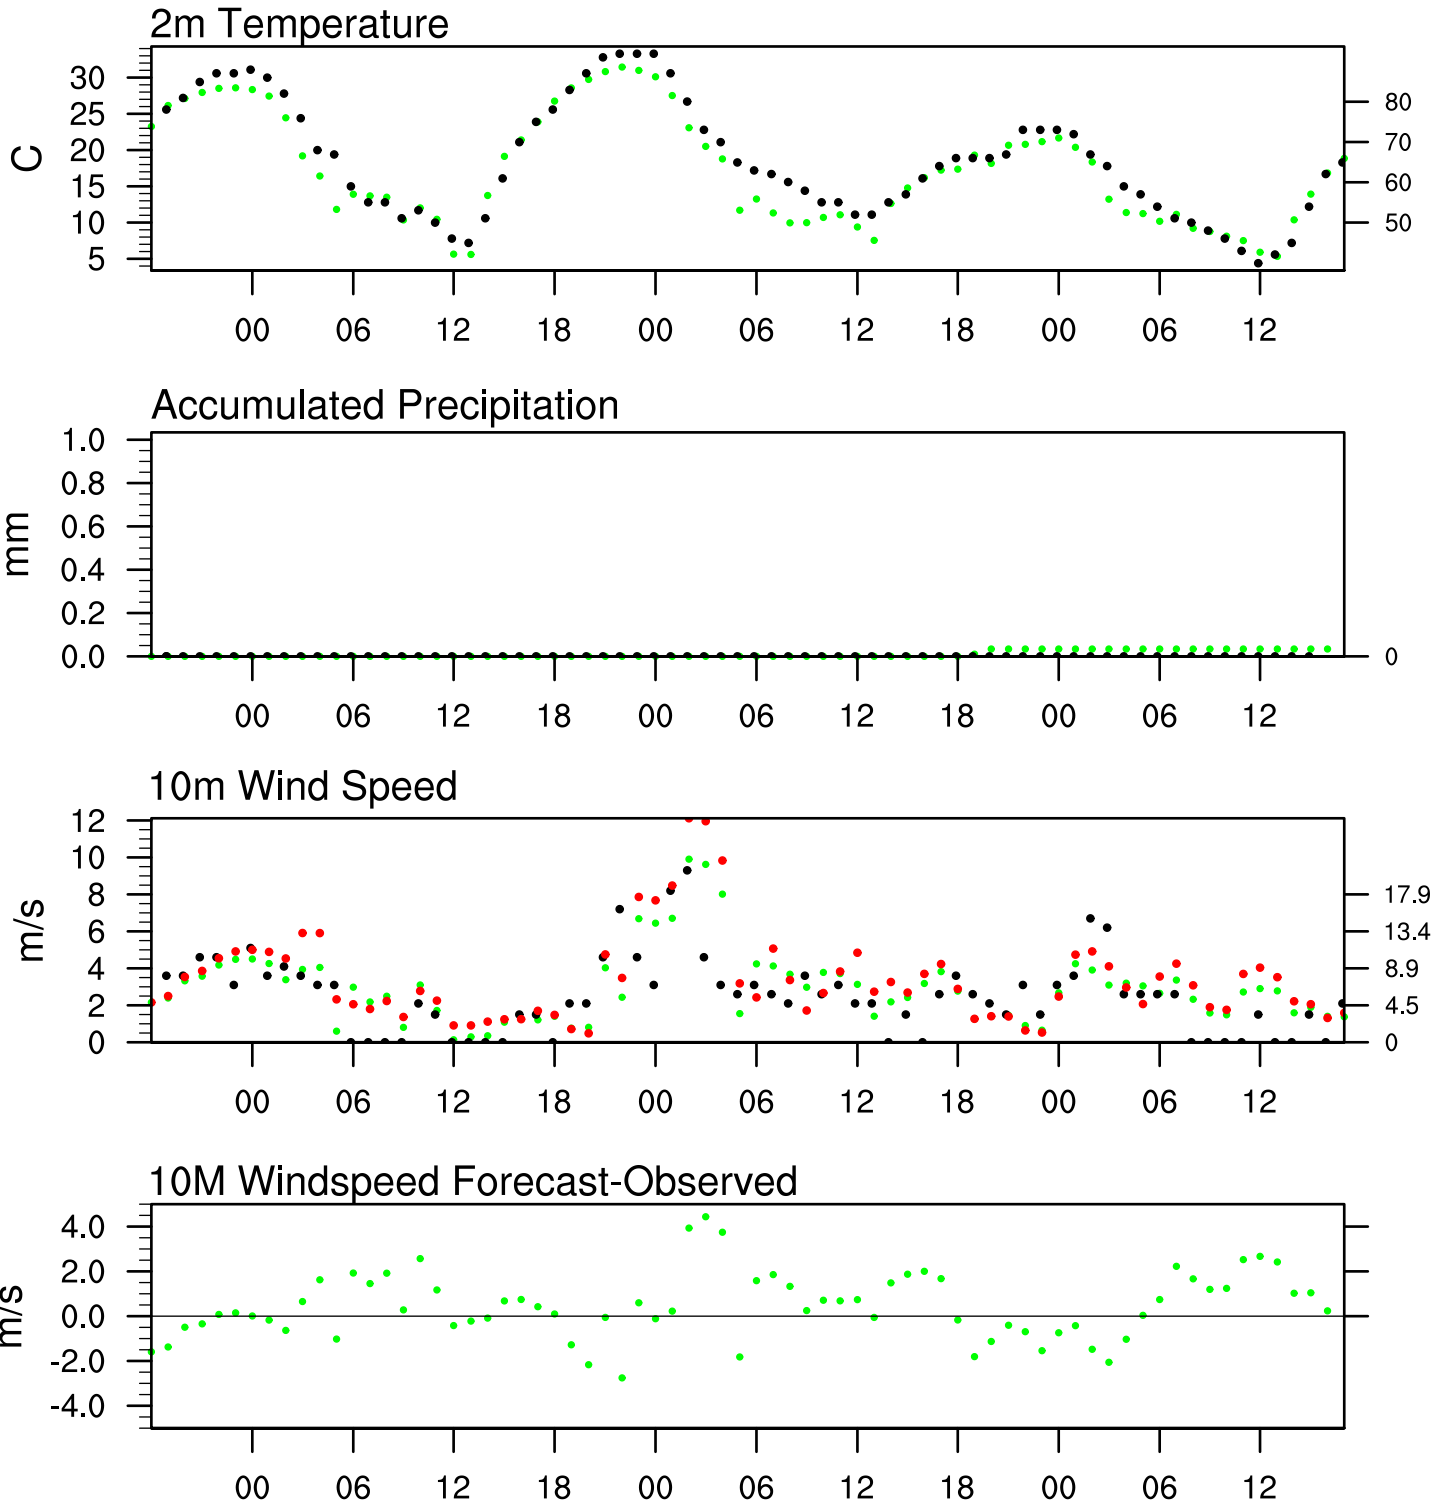 2m Temperature
30
25
20
15
10
5
C
80
70
60
50
00 06 12 18 00 06 12 18 00 06 12
Accumulated Precipitation
1.0
0.8
0.6
0.4
0.2
0.0
mm
0
00 06 12 18 00 06 12 18 00 06 12
10m Wind Speed
12
10
8
6
4
2
0
m/s
17.9
13.4
8.9
4.5
0
00 06 12 18 00 06 12 18 00 06 12
10M Windspeed Forecast-Observed
4.0
2.0
0.0
-2.0
-4.0
m/s
00 06 12 18 00 06 12 18 00 06 12